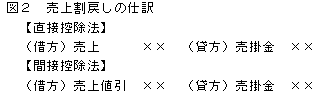 図２　売上割戻しの仕訳
【直接控除法】
（借方）売上　　　××　（貸方）売掛金　××
【間接控除法】
（借方）売上値引　××　（貸方）売掛金　××